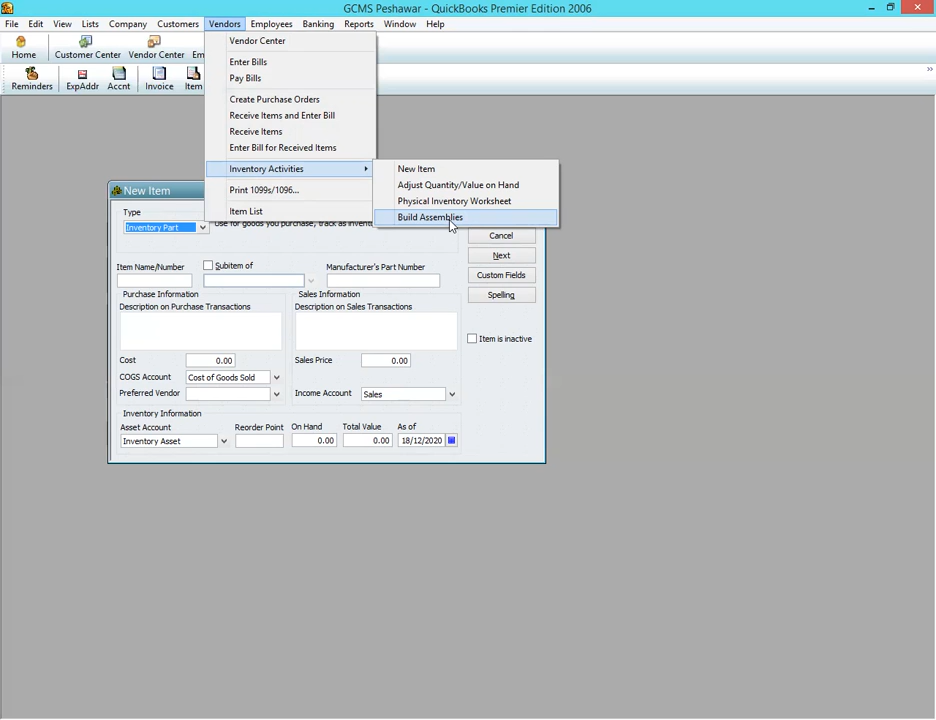 GCMS Peshawar - QuickBooks Premier Edition 2006
File Edit View Lists Company Customers Vendors Employees Banking Reports Window Help
Home Customer Center Vendor Center Em
Reminders ExpAddr Accnt Invoice Item
Vendor Center
Enter Bills
Pay Bills
Create Purchase Orders
Receive Items and Enter Bill
Receive Items
Enter Bill for Received Items
Inventory Activities
Print 1099s/1096...
Item List
New Item
Adjust Quantity/Value on Hand
Physical Inventory Worksheet
Build Assemblies
New Item
Type
Inventory Part
Use for goods you purchase, track as invent
Cancel
Next
Custom Fields
Spelling
Item is inactive
Item Name/Number Subitem of Manufacturer's Part Number
Purchase Information Sales Information
Description on Purchase Transactions Description on Sales Transactions
Cost 0.00 Sales Price 0.00
COGS Account Cost of Goods Sold
Preferred Vendor Income Account Sales
Inventory Information
Asset Account Reorder Point On Hand Total Value As of
Inventory Asset 0.00 0.00 18/12/2020